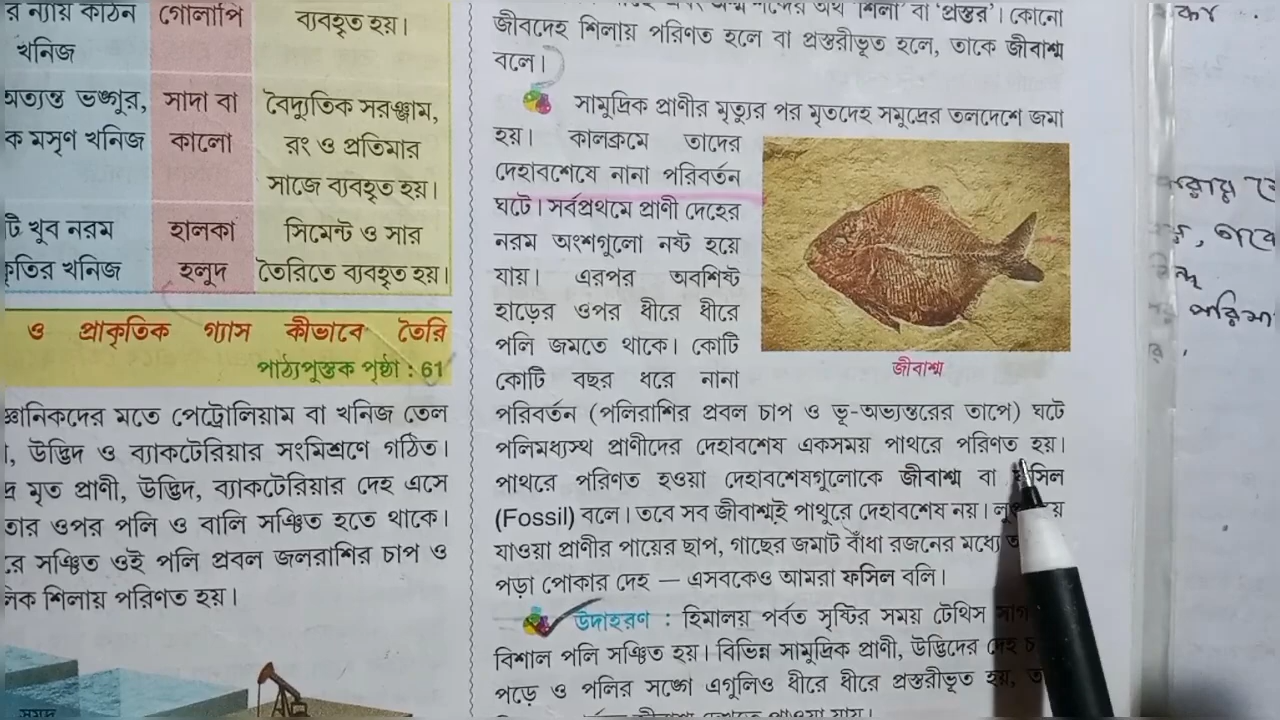 র ন্যায় কঠিন
খনিজ
গোলাপি
ব্যবহৃত হয়।
অত্যন্ত ভঙ্গুর,
ক মসৃণ খনিজ
সাদা বা
কালো
বৈদ্যুতিক সরঞ্জাম,
রং ও প্রতিমার
সাজে ব্যবহৃত হয়।
টি খুব নরম
কৃতির খনিজ
হালকা
হলুদ
সিমেন্ট ও সার
তৈরিতে ব্যবহৃত হয়।
ও প্রাকৃতিক গ্যাস কীভাবে তৈরি
পাঠ্যপুস্তক পৃষ্ঠা : 61
জ্ঞানিকদের মতে পেট্রোলিয়াম বা খনিজ তেল
, উদ্ভিদ ও ব্যাকটেরিয়ার সংমিশ্রণে গঠিত।
দ্র মৃত প্রাণী, উদ্ভিদ, ব্যাকটেরিয়ার দেহ এসে
তার ওপর পলি ও বালি সঞ্চিত হতে থাকে।
রে সঞ্চিত ওই পলি প্রবল জলরাশির চাপ ও
লিক শিলায় পরিণত হয়।
অর্থ 'শিলা' বা 'প্রস্তর'। কোনো
জীবদেহ শিলায় পরিণত হলে বা প্রস্তরীভূত হলে, তাকে জীবাশ্ম
বলে।
সামুদ্রিক প্রাণীর মৃত্যুর পর মৃতদেহ সমুদ্রের তলদেশে জমা
হয়। কালক্রমে তাদের
দেহাবশেষে নানা পরিবর্তন
ঘটে। সর্বপ্রথমে প্রাণী দেহের
নরম অংশগুলো নষ্ট হয়ে
যায়। এরপর অবশিষ্ট
হাড়ের ওপর ধীরে ধীরে
পলি জমতে থাকে। কোটি
কোটি বছর ধরে নানা
জীবাশ্ম
পরিবর্তন (পলিরাশির প্রবল চাপ ও ভূ-অভ্যন্তরের তাপে) ঘটে
পলিমধ্যস্থ প্রাণীদের দেহাবশেষ একসময় পাথরে পরিণত হয়।
পাথরে পরিণত হওয়া দেহাবশেষগুলোকে জীবাশ্ম বা ফসিল
(Fossil) বলে। তবে সব জীবাশ্মই পাথুরে দেহাবশেষ নয়।
যাওয়া প্রাণীর পায়ের ছাপ, গাছের জমাট বাঁধা রজনের মধ্যে
পড়া পোকার দেহ — এসবকেও আমরা ফসিল বলি।
উদাহরণ : হিমালয় পর্বত সৃষ্টির সময় টেথিস
বিশাল পলি সঞ্চিত হয়। বিভিন্ন সামুদ্রিক প্রাণী, উদ্ভিদের দেহ
পড়ে ও পলির সঙ্গে এগুলিও ধীরে ধীরে প্রস্তরীভূত হয়,